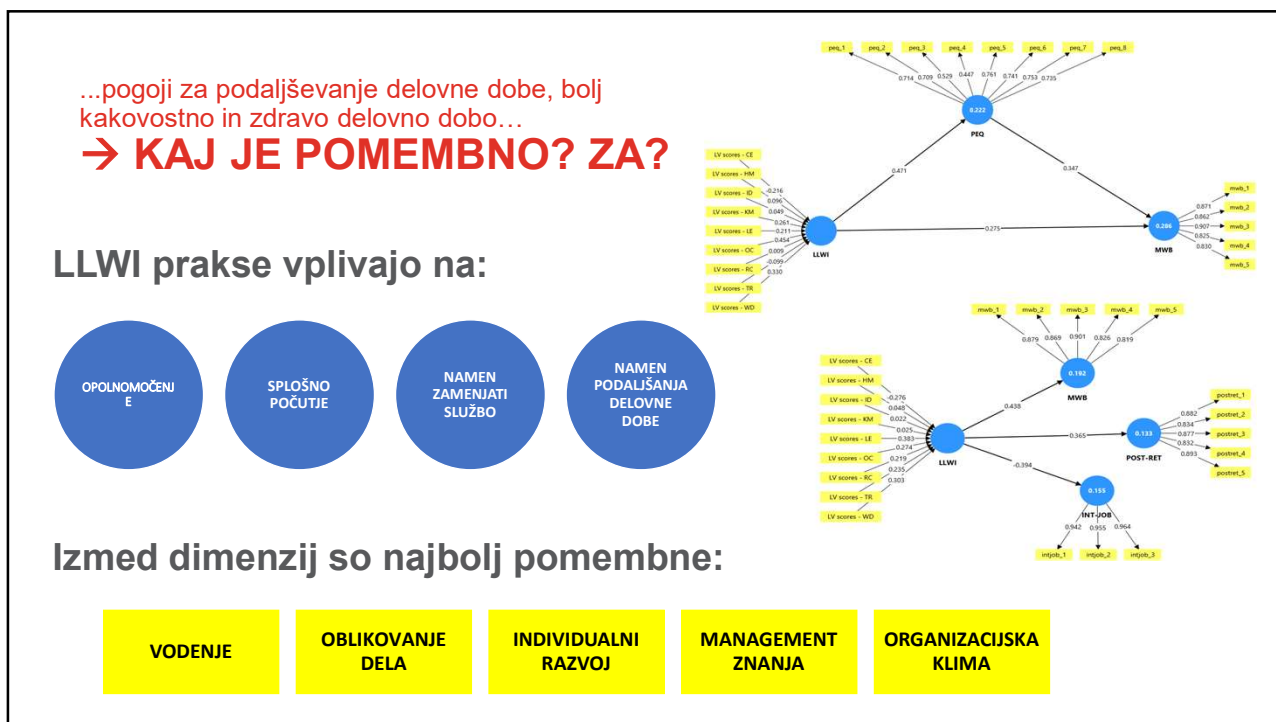 ...pogoji za podaljševanje delovne dobe, bolj
kakovostno in zdravo delovno dobo…
→ KAJ JE POMEMBNO? ZA?
LLWI prakse vplivajo na:
OPOLNOMOČENJ
E
SPLOŠNO
POČUTJE
NAMEN
ZAMENJATI
SLUŽBO
NAMEN
PODALJŠANJA
DELOVNE
DOBE
Izmed dimenzij so najbolj pomembne:
VODENJE
OBLIKOVANJE
DELA
INDIVIDUALNI
RAZVOJ
MANAGEMENT
ZNANJA
ORGANIZACIJSKA
KLIMA
peq_1 peq_2 peq_3 peq_4 peq_5 peq_6 peq_7 peq_8
0.714 0.709 0.529 0.447 0.761 0.741 0.753 0.735
0.222
PEQ
0.471
0.347
0.275
LV scores - CE
LV scores - HM
LV scores - ID
LV scores - KM
LV scores - LE
LV scores - OC
LV scores - RC
LV scores - TR
LV scores - WD
-0.216
0.096
0.049
0.261
0.211
0.454
0.009
-0.099
0.330
LLWI
0.286
MWB
0.871
0.862
0.907
0.825
0.830
mwb_1
mwb_2
mwb_3
mwb_4
mwb_5
mwb_1 mwb_2 mwb_3 mwb_4 mwb_5
0.879 0.869 0.901 0.826 0.819
0.192
MWB
LV scores - CE
LV scores - HM
LV scores - ID
LV scores - KM
LV scores - LE
LV scores - OC
LV scores - RC
LV scores - TR
LV scores - WD
-0.276
0.048
0.022
0.025
0.383
0.274
0.219
0.235
0.303
LLWI
0.438
0.365
-0.394
0.133
POST-RET
0.882
0.834
0.877
0.832
0.893
postret_1
postret_2
postret_3
postret_4
postret_5
0.155
INT-JOB
0.942 0.955 0.964
intjob_1 intjob_2 intjob_3